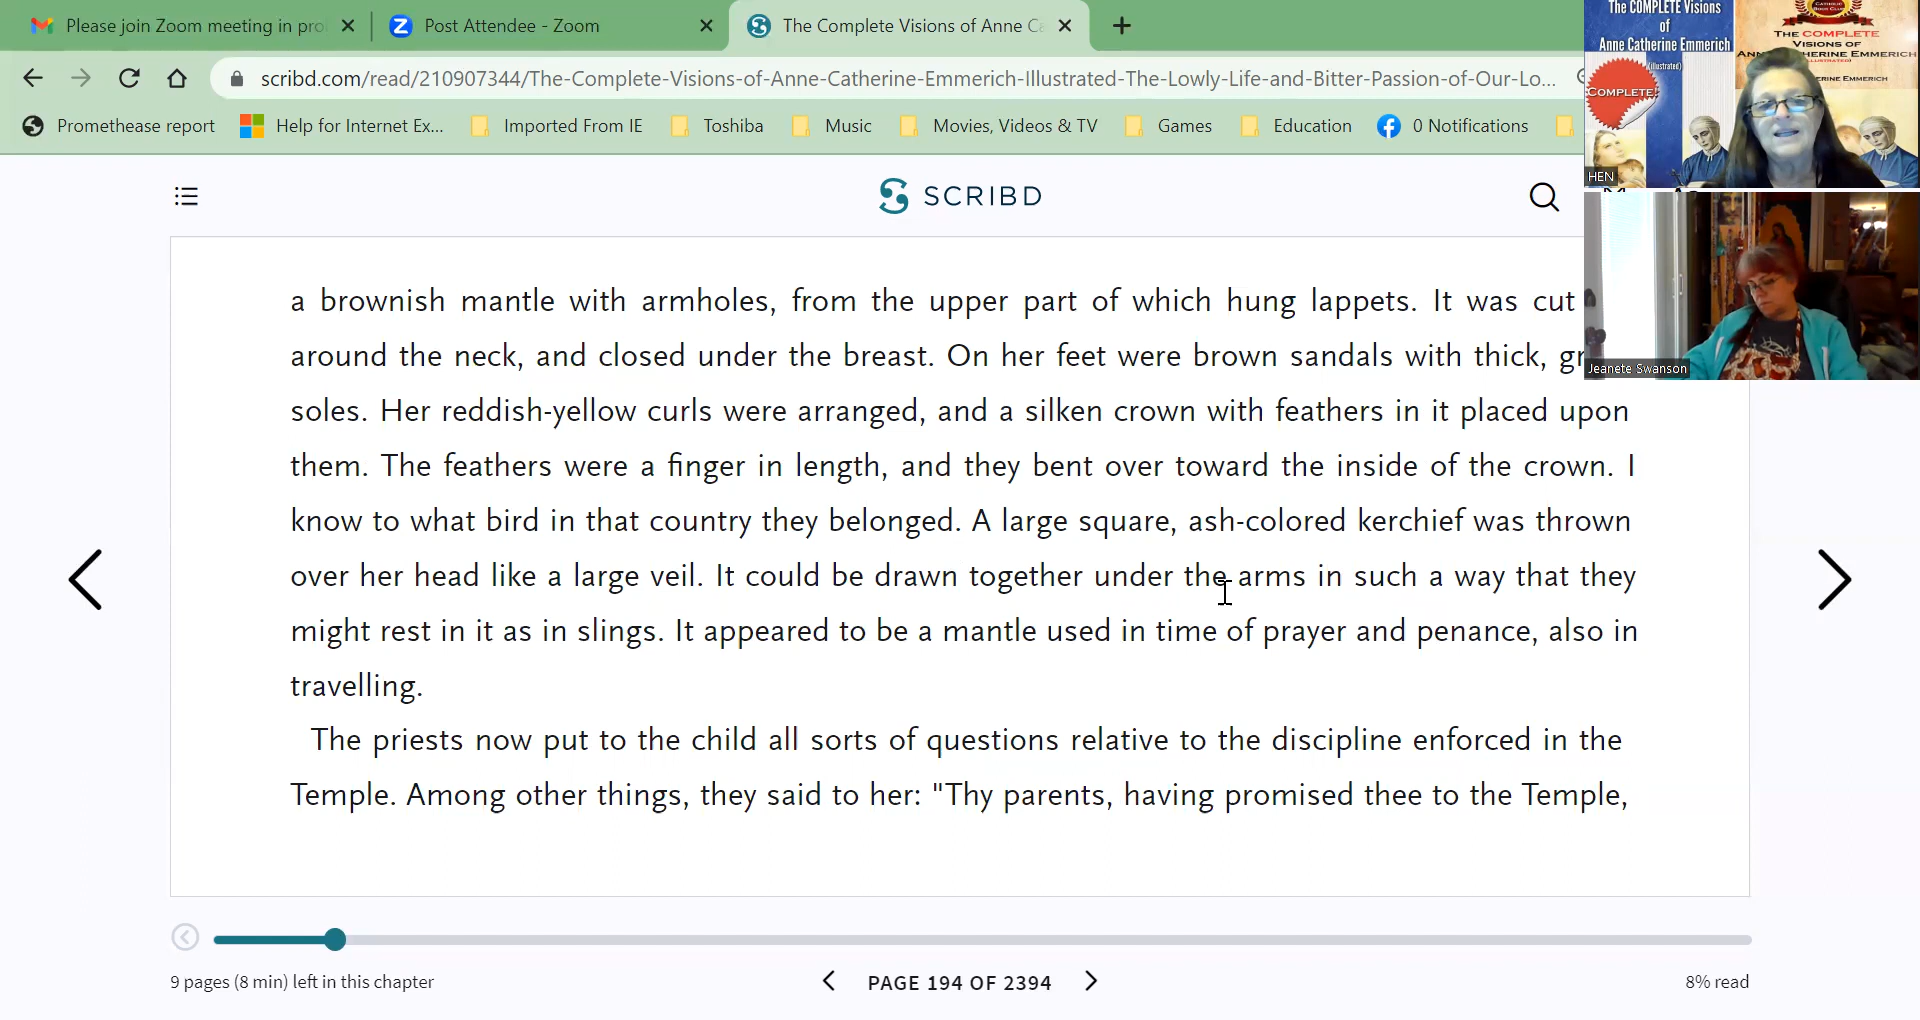 Please join Zoom meeting in pro
Post Attendee - Zoom
The Complete Visions of Anne Ca
scribd.com/read/210907344/The-Complete-Visions-of-Anne-Catherine-Emmerich-Illustrated-The-Lowly-Life-and-Bitter-Passion-of-Our-Lo...
Promethease report
Help for Internet Ex...
Imported From IE
Toshiba
Music
Movies, Videos & TV
Games
Education
0 Notifications
The COMPLETE Visions
of
Anne Catherine Emmerich
(illustrated)
COMPLETE!
THE COMPLETE
VISIONS OF
HEN
Jeanete Swanson
SCRIBD
a brownish mantle with armholes, from the upper part of which hung lappets. It was cut
around the neck, and closed under the breast. On her feet were brown sandals with thick,
soles. Her reddish-yellow curls were arranged, and a silken crown with feathers in it placed upon
them. The feathers were a finger in length, and they bent over toward the inside of the crown. I
know to what bird in that country they belonged. A large square, ash-colored kerchief was thrown
over her head like a large veil. It could be drawn together under the arms in such a way that they
might rest in it as in slings. It appeared to be a mantle used in time of prayer and penance, also in
travelling.
The priests now put to the child all sorts of questions relative to the discipline enforced in the
Temple. Among other things, they said to her: "Thy parents, having promised thee to the Temple,
9 pages (8 min) left in this chapter
PAGE 194 OF 2394
8% read